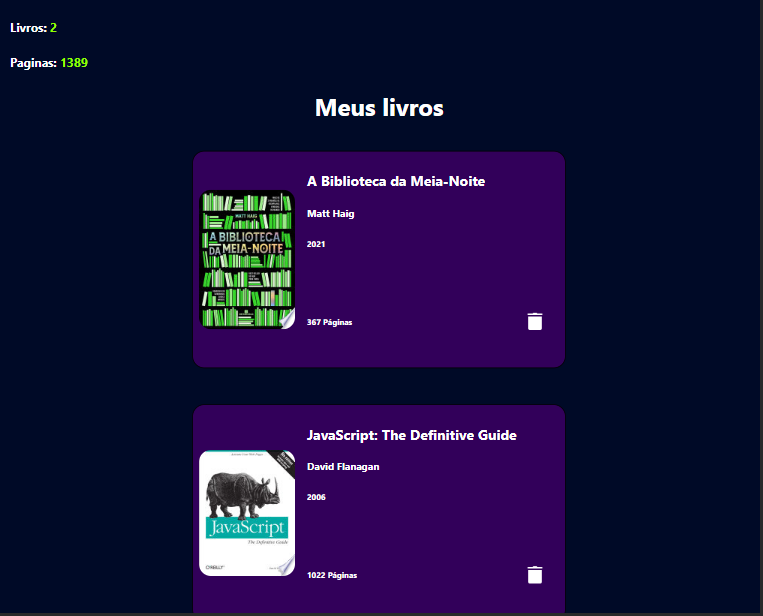 Livros: 2
Paginas: 1389
Meus livros
A Biblioteca da Meia-Noite
Matt Haig
2021
MATT HAIG
A BIBLIOTECA
DA MEIA-NOITE
367 Páginas
JavaScript: The Definitive Guide
David Flanagan
2006
JavaScript
The Definitive Guide
O'REILLY
1022 Páginas